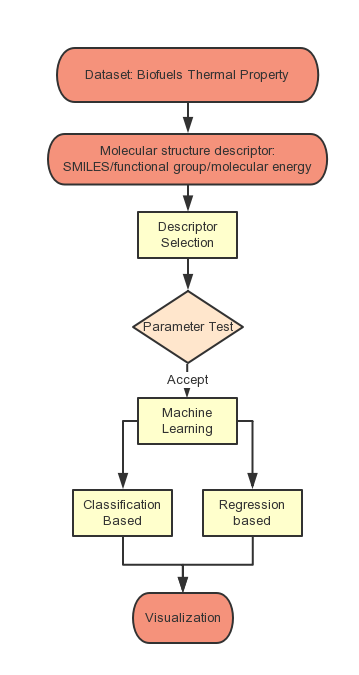 Dataset: Biofuels Thermal Property
Molecular structure descriptor:
SMILES/functional group/molecular energy
Descriptor
Selection
Parameter Test
Accept
Machine
Learning
Classification
Based
Regression
based
Visualization